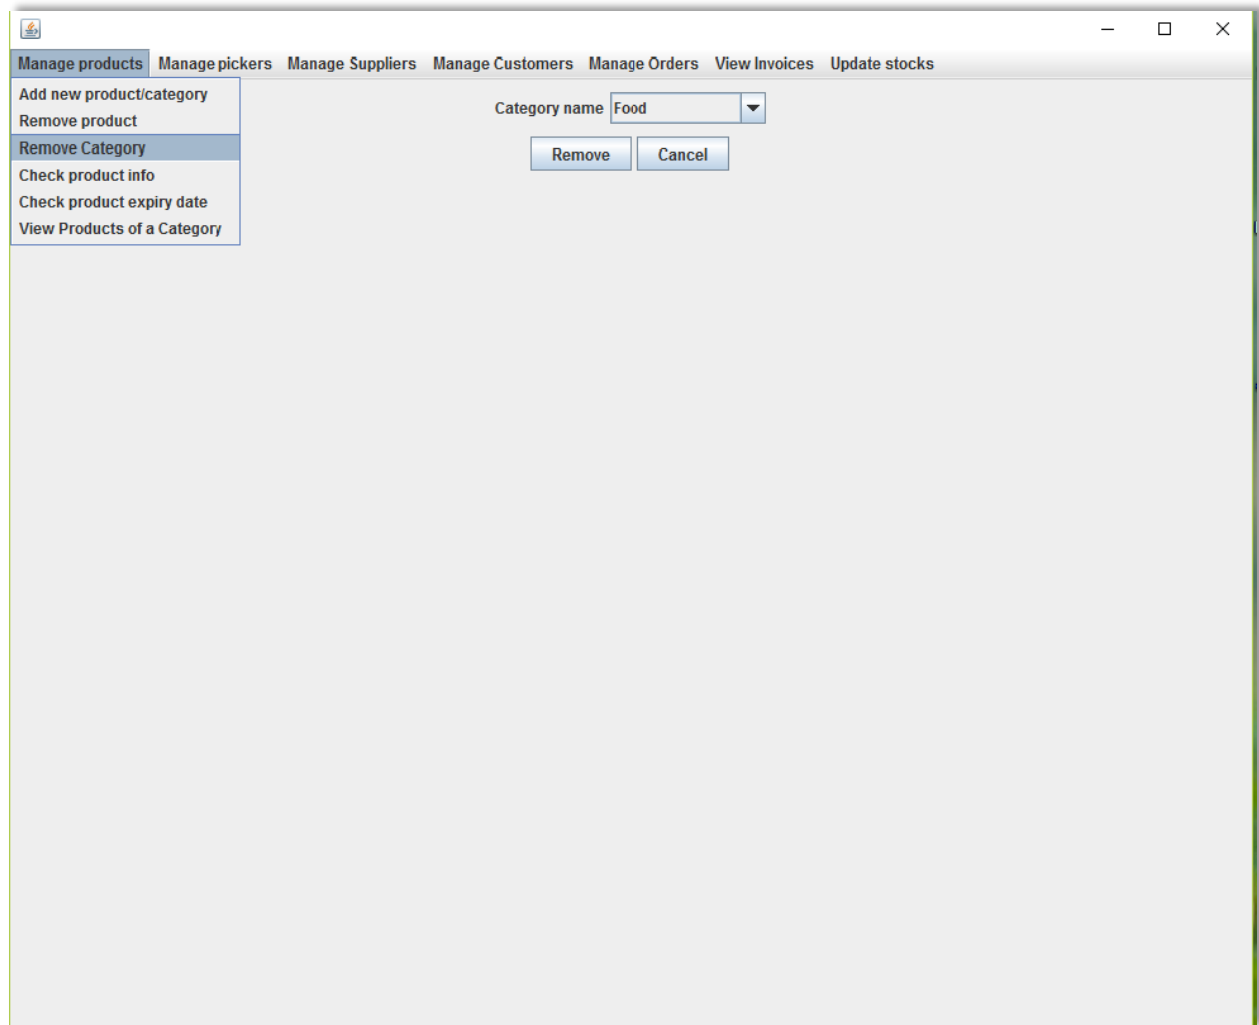 Manage products Manage pickers Manage Suppliers Manage Customers Manage Orders View Invoices Update stocks
Add new product/category
Remove product
Remove Category
Check product info
Check product expiry date
View Products of a Category
Category name Food
Remove Cancel